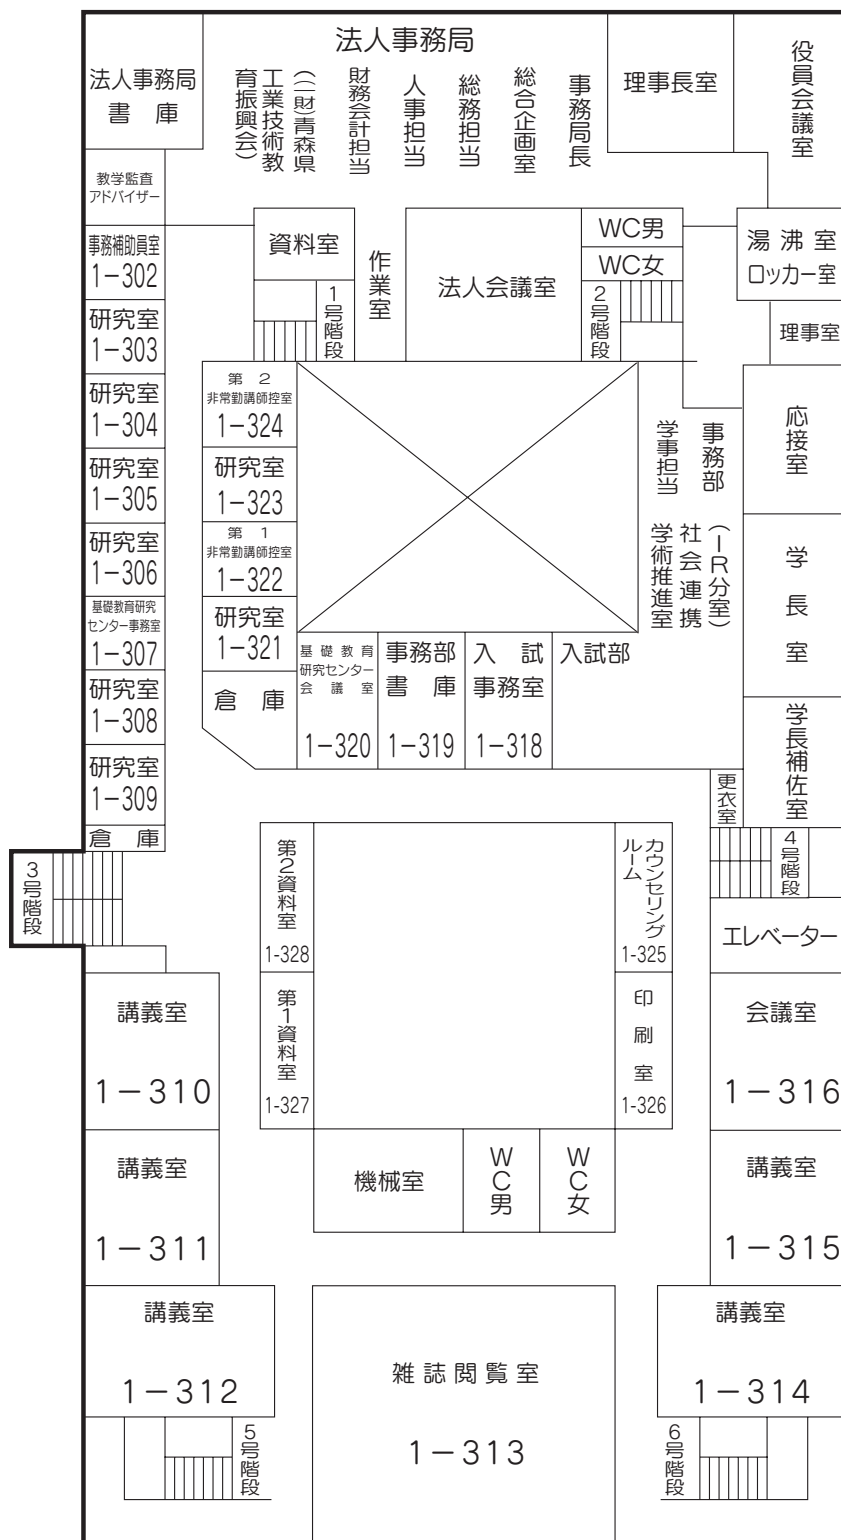 法人事務局
法人事務局
書 庫
（(一財)青森県
工業技術教
育振興会）
財務会計担当
人事担当
総務担当
総合企画室
事務局長
理事長室
役員会議室
教学監査
アドバイザー
事務補助員室
1-302
資料室
作業室
法人会議室
WC男
WC女
湯 沸 室
ロッカー室
1号階段
2号階段
理事室
研究室
1-303
研究室
1-304
研究室
1-305
研究室
1-306
基礎教育研究
センター事務室
1-307
研究室
1-308
研究室
1-309
倉 庫
第 2
非常勤講師控室
1-324
研究室
1-323
第 1
非常勤講師控室
1-322
研究室
1-321
倉 庫
基礎教育
研究センター
会 議 室
1-320
事務部
書 庫
1-319
入 試
事務室
1-318
入試部
事務部
学事担当
（IR分室）
社会連携
学術推進室
応接室
学長室
学長補佐室
更衣室
3号階段
4号階段
エレベーター
第2資料室
1-328
カウンセリング
ルーム
1-325
第1資料室
1-327
印刷室
1-326
講義室
1-310
会議室
1-316
講義室
1-311
機械室
WC男
WC女
講義室
1-315
講義室
1-312
雑誌閲覧室
1-313
講義室
1-314
5号階段
6号階段